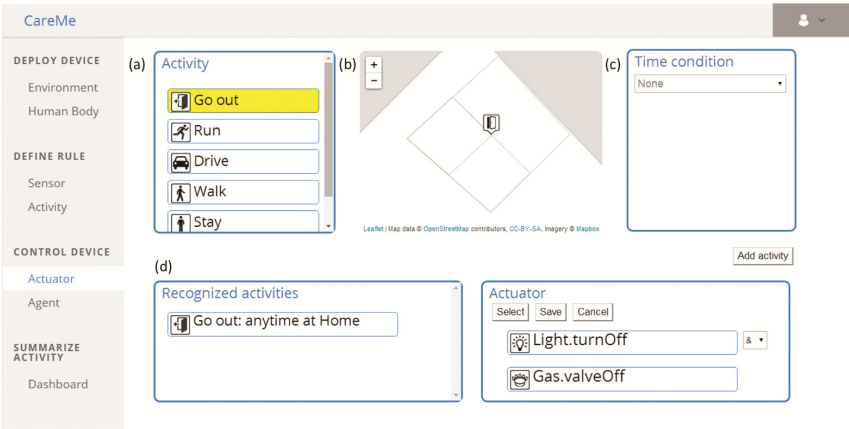 CareMe
DEPLOY DEVICE
Environment
Human Body
DEFINE RULE
Sensor
Activity
CONTROL DEVICE
Actuator
Agent
SUMMARIZE
ACTIVITY
Dashboard
(a)
Activity
Go out
Run
Drive
Walk
Stay
(b)
+
−
Leaflet | Map data © OpenStreetMap contributors, CC-BY-SA, Imagery © Mapbox
(c)
Time condition
None
Add activity
(d)
Recognized activities
Go out: anytime at Home
Actuator
Select Save Cancel
Light.turnOff
&
Gas.valveOff